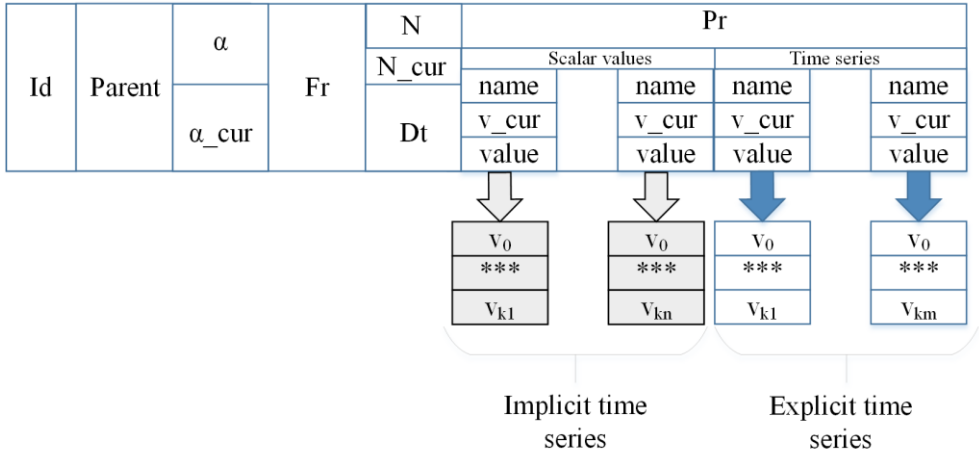 Id
Parent
α
α_cur
Fr
N
N_cur
Dt
Pr
Scalar values
Time series
name
name
name
name
v_cur
v_cur
v_cur
v_cur
value
value
value
value
v₀
v₀
v₀
v₀
***
***
***
***
vₖ₁
vₖₙ
vₖ₁
vₖₘ
Implicit time
series
Explicit time
series